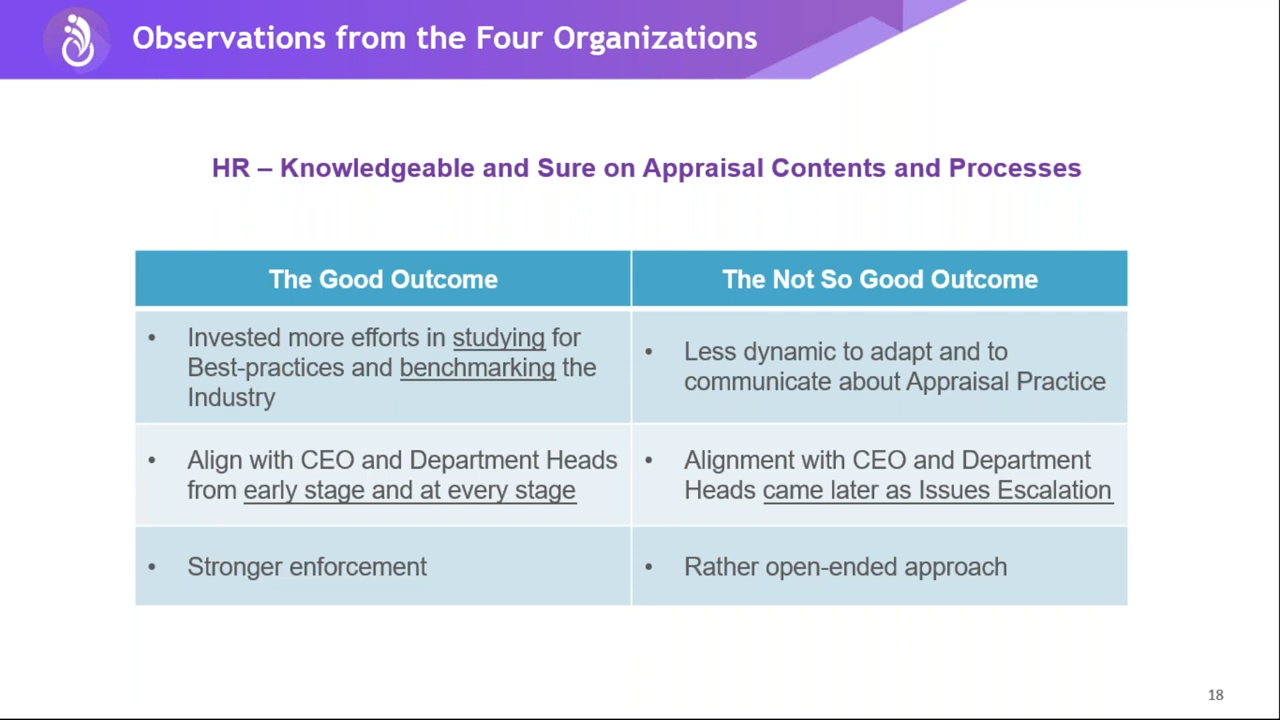 Observations from the Four Organizations
HR – Knowledgeable and Sure on Appraisal Contents and Processes
The Good Outcome
The Not So Good Outcome
• Invested more efforts in studying for
Best-practices and benchmarking the
Industry
• Less dynamic to adapt and to
communicate about Appraisal Practice
• Align with CEO and Department Heads
from early stage and at every stage
• Alignment with CEO and Department
Heads came later as Issues Escalation
• Stronger enforcement
• Rather open-ended approach
18